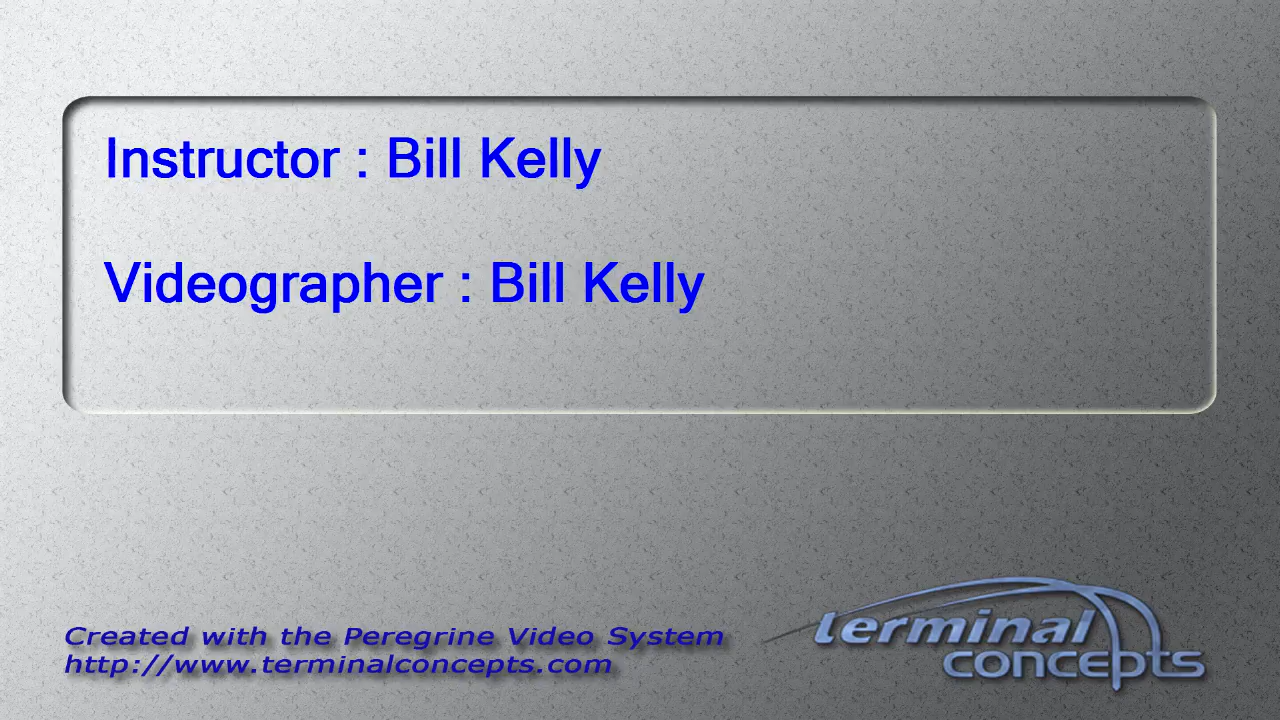 Instructor : Bill Kelly
Videographer : Bill Kelly
Created with the Peregrine Video System
http://www.terminalconcepts.com
terminal
concepts